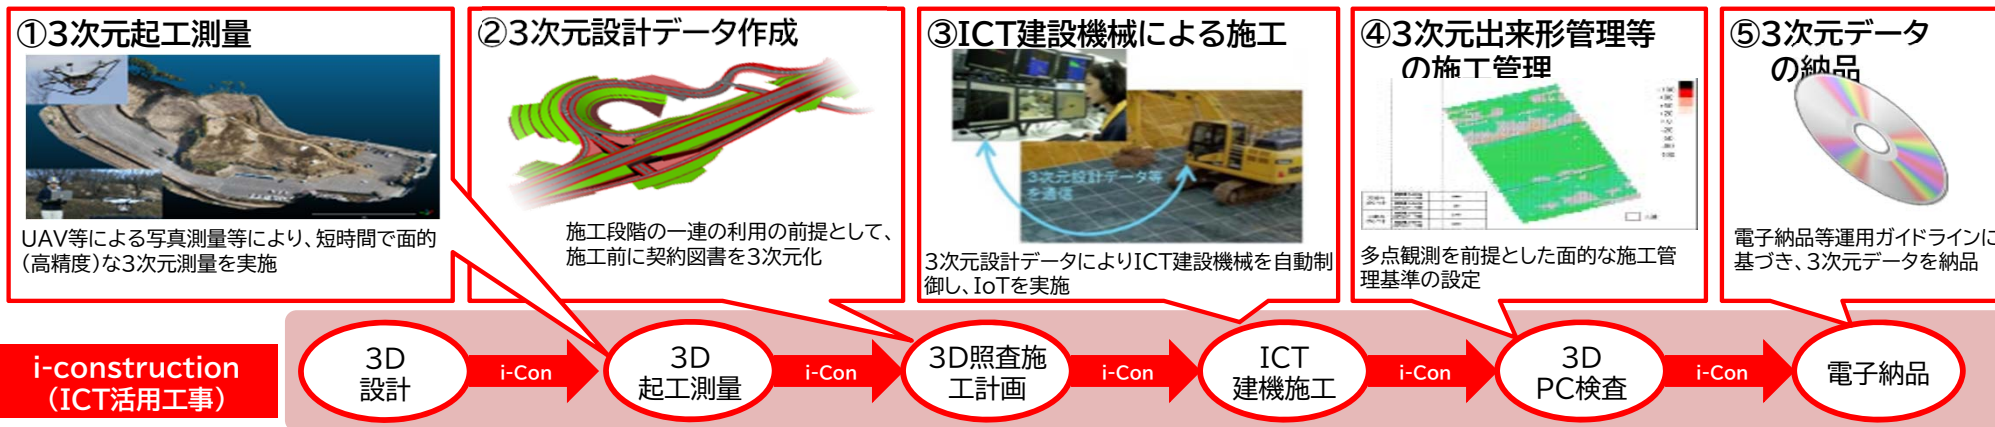 ①3次元起工測量
UAV等による写真測量等により、短時間で面的
(高精度)な3次元測量を実施
②3次元設計データ作成
施工段階の一連の利用の前提として、
施工前に契約図書を3次元化
③ICT建設機械による施工
3次元設計データ等
を通信
3次元設計データによりICT建設機械を自動制
御し、IoTを実施
④3次元出来形管理等
の施工管理
多点観測を前提とした面的な施工管
理基準の設定
⑤3次元データ
の納品
電子納品等運用ガイドラインに
基づき、3次元データを納品
i-construction
(ICT活用工事)
3D
設計
i-Con
3D
起工測量
i-Con
3D照査施
工計画
i-Con
ICT
建機施工
i-Con
3D
PC検査
i-Con
電子納品